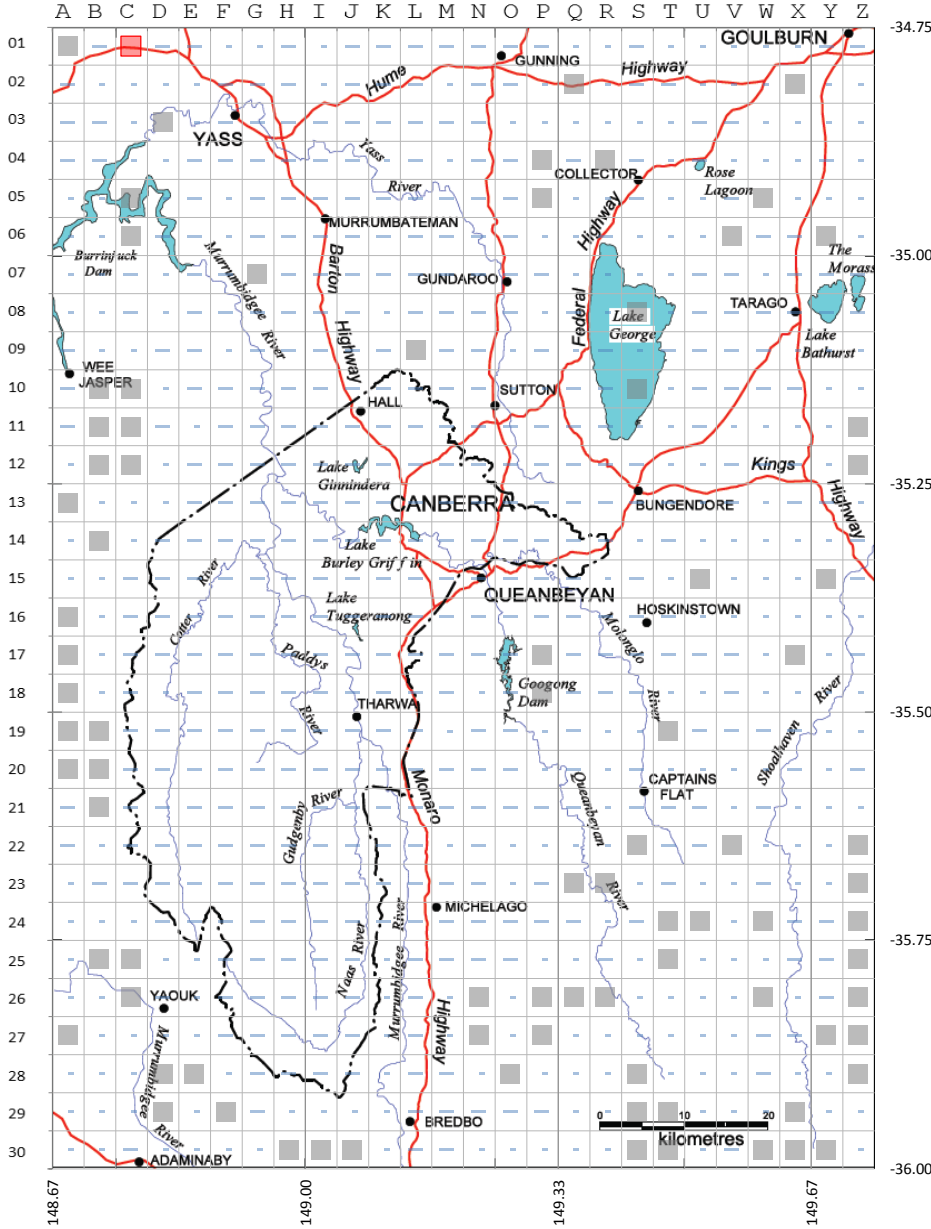 A B C D E F G H I J K L M N O P Q R S T U V W X Y Z
01
02
03
04
05
06
07
08
09
10
11
12
13
14
15
16
17
18
19
20
21
22
23
24
25
26
27
28
29
30
-34.75
-35.00
-35.25
-35.50
-35.75
-36.00
148.67
149.00
149.33
149.67
GOULBURN
GUNNING
Hume
Highway
YASS
Yass
River
COLLECTOR
Rose
Lagoon
MURRUMBATEMAN
Burrinjuck
Dam
Murrumbidgee
River
Barton
Highway
GUNDAROO
Federal
Highway
The
Morass
TARAGO
Lake
George
Lake
Bathurst
WEE
JASPER
HALL
SUTTON
Lake
Ginnindera
Kings
Highway
CANBERRA
BUNGENDORE
Lake
Burley Griffin
QUEANBEYAN
Cotter
River
Lake
Tuggeranong
HOSKINSTOWN
Molonglo
River
Paddys
River
Googong
Dam
THARWA
Shoalhaven
River
Monaro
Highway
CAPTAINS
FLAT
Gudgenby
River
Queanbeyan
River
MICHELAGO
Naas
River
Murrumbidgee
River
YAOUK
Murrumbidgee
River
BREDBO
ADAMINABY
0 10 20
kilometres